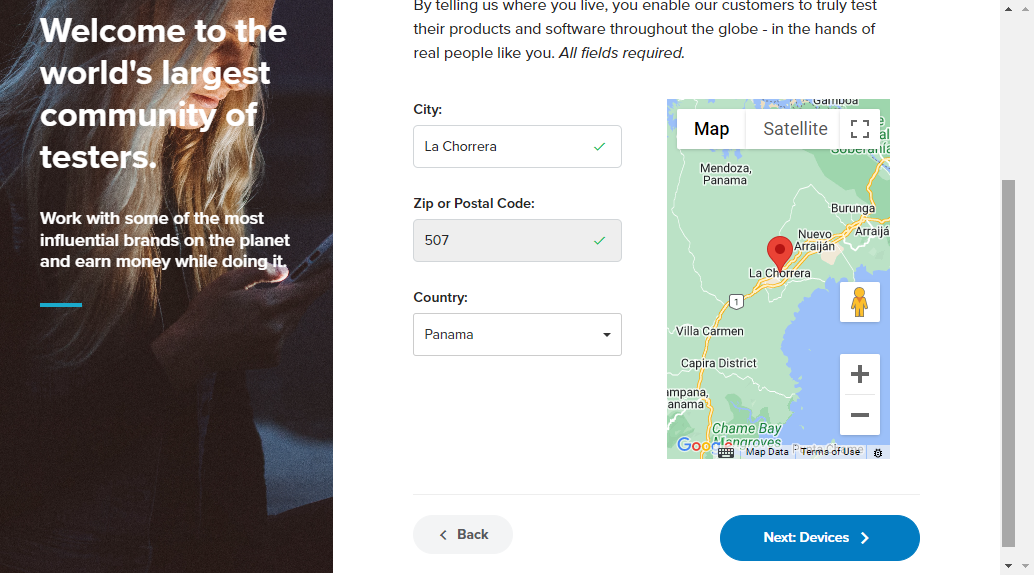 Welcome to the
world's largest
community of
testers.
Work with some of the most
influential brands on the planet
and earn money while doing it.
By telling us where you live, you enable our customers to truly test
their products and software throughout the globe - in the hands of
real people like you. All fields required.
City:
La Chorrera
Zip or Postal Code:
507
Country:
Panama
Gamboa
Map
Satellite
Mendoza,
Panama
Burunga
Nuevo
Arraiján
Arraijá
La Chorrera
1
Villa Carmen
Capira District
ampana,
anama
Chame Bay
Mangroves
Google
Map Data
Terms of Use
Back
Next: Devices